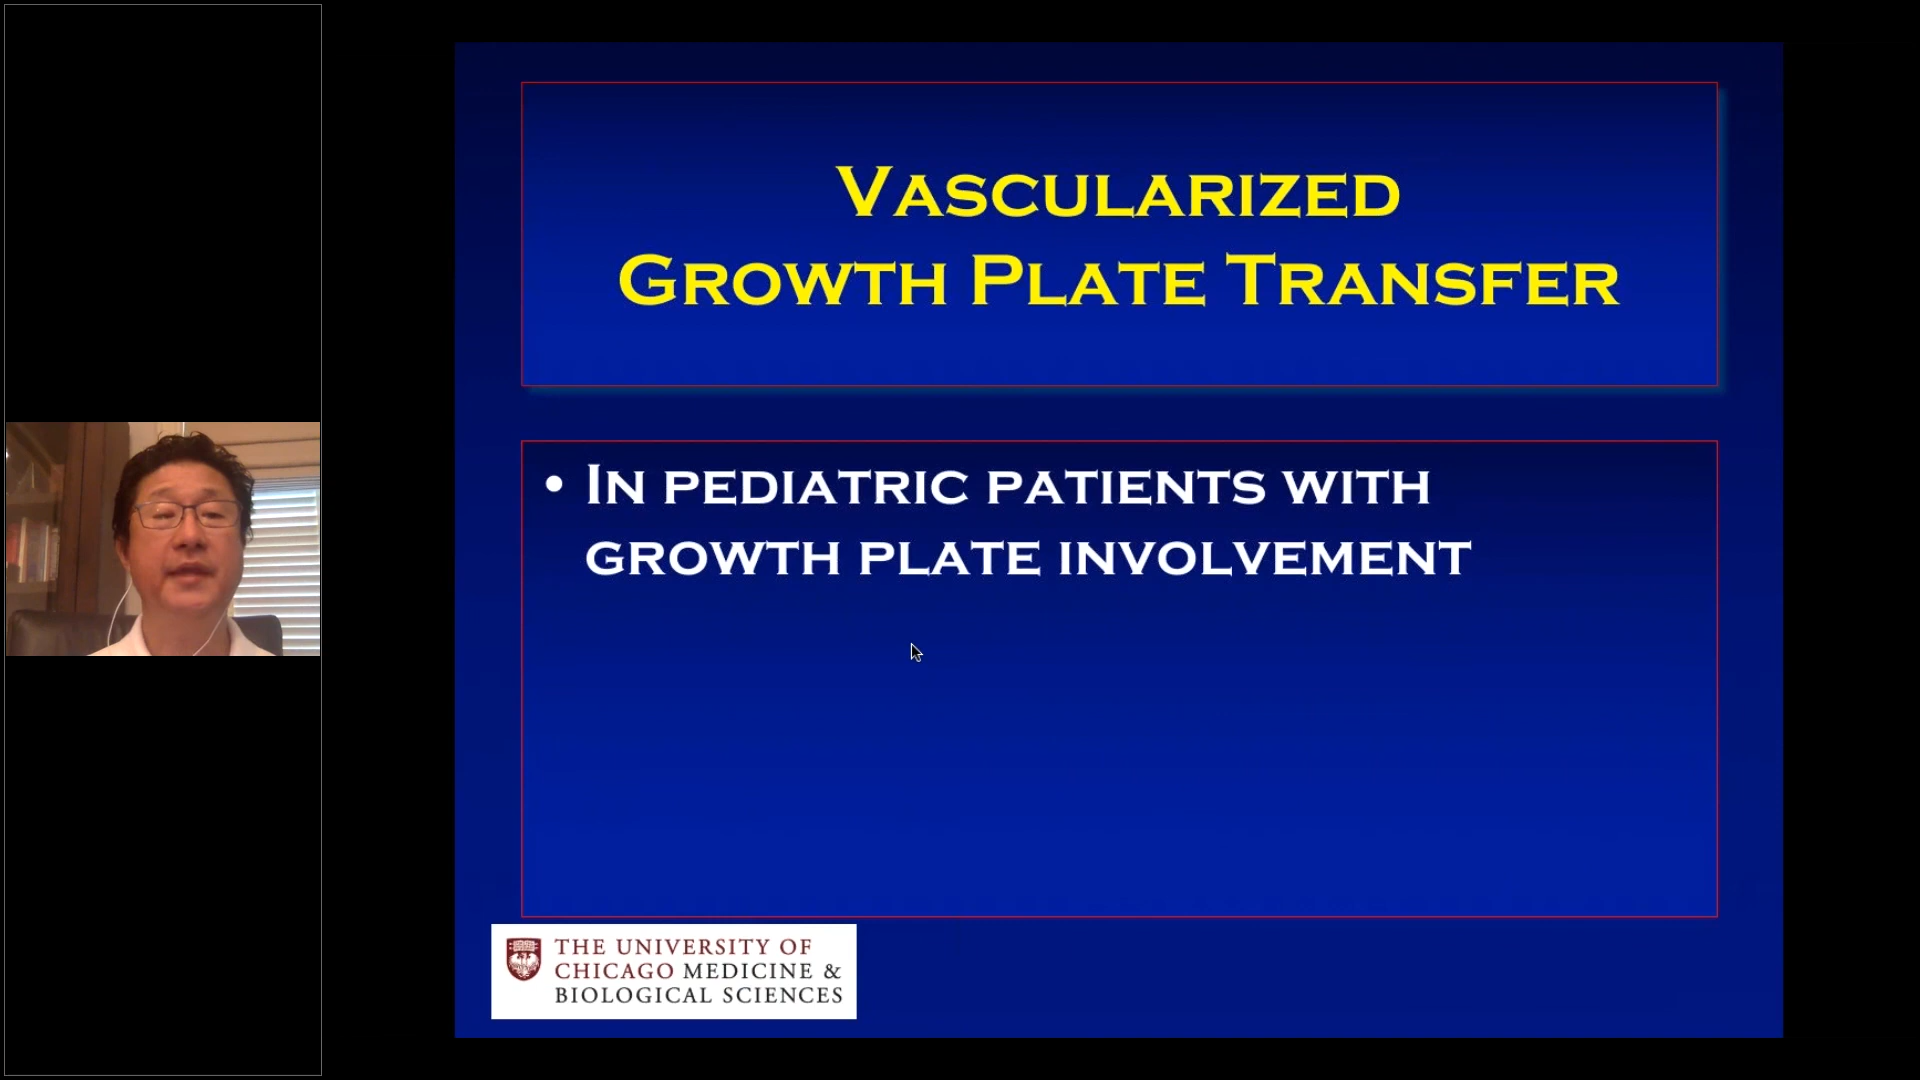 Vascularized
Growth Plate Transfer
• In pediatric patients with
growth plate involvement
THE UNIVERSITY OF
CHICAGO MEDICINE &
BIOLOGICAL SCIENCES